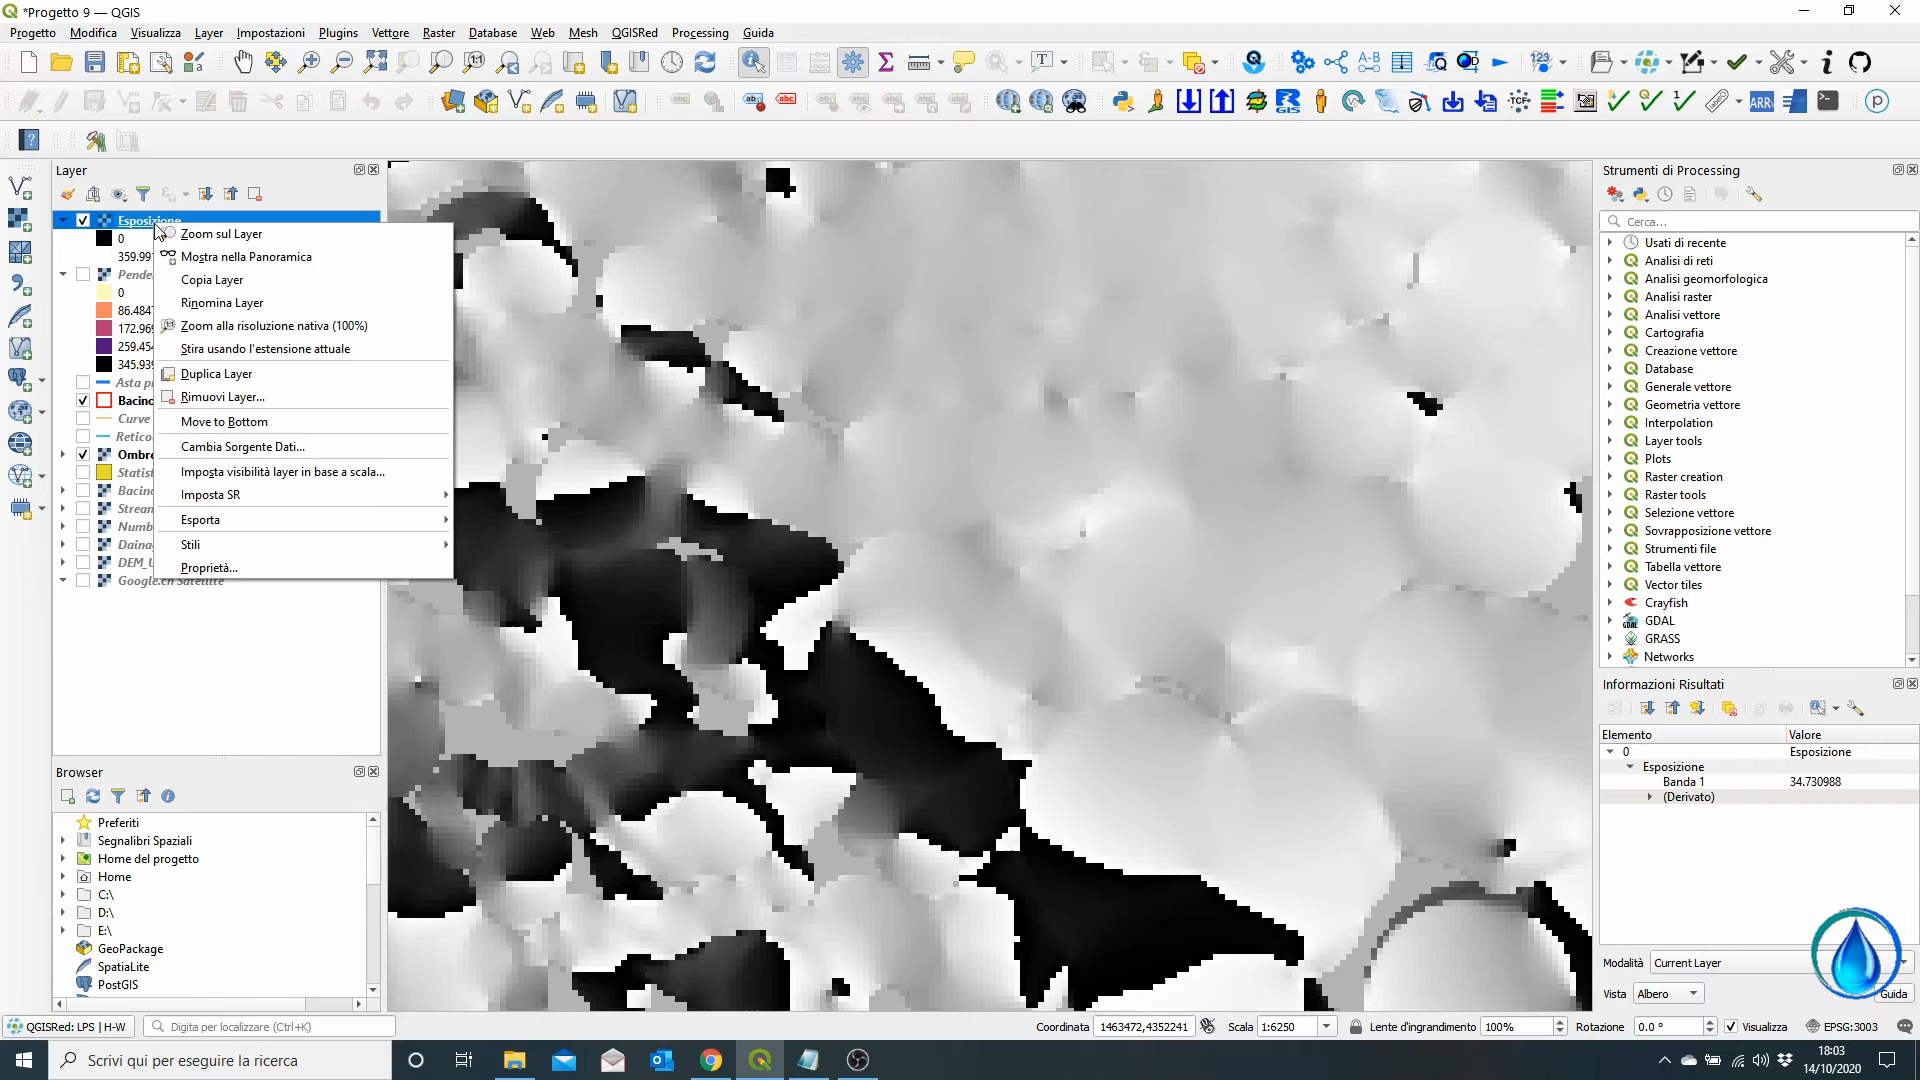 *Progetto 9 — QGIS
Progetto Modifica Visualizza Layer Impostazioni Plugins Vettore Raster Database Web Mesh QGISRed Processing Guida
Layer
Strumenti di Processing
Esposizione
0
359.99
Pende
0
86.484
172.969
259.454
345.939
Asta p
Bacino
Curve
Retico
Ombre
Statist
Bacino
Stream
Numb
Daina
DEM_U
Google.cn Satellite
Zoom sul Layer
Mostra nella Panoramica
Copia Layer
Rinomina Layer
Zoom alla risoluzione nativa (100%)
Stira usando l'estensione attuale
Duplica Layer
Rimuovi Layer...
Move to Bottom
Cambia Sorgente Dati...
Imposta visibilità layer in base a scala...
Imposta SR
Esporta
Stili
Proprietà...
Cerca...
Usati di recente
Analisi di reti
Analisi geomorfologica
Analisi raster
Analisi vettore
Cartografia
Creazione vettore
Database
Generale vettore
Geometria vettore
Interpolation
Layer tools
Plots
Raster creation
Raster tools
Selezione vettore
Sovrapposizione vettore
Strumenti file
Tabella vettore
Vector tiles
Crayfish
GDAL
GRASS
Networks
Informazioni Risultati
Elemento Valore
0 Esposizione
Esposizione
Banda 1 34.730988
(Derivato)
Modalità Current Layer
Vista Albero Guida
Browser
Preferiti
Segnalibri Spaziali
Home del progetto
Home
C:\
D:\
E:\
GeoPackage
SpatiaLite
PostGIS
QGISRed: LPS | H-W Digita per localizzare (Ctrl+K) Coordinata 1463472,4352241 Scala 1:6250 Lente d'ingrandimento 100% Rotazione 0.0 ° Visualizza EPSG:3003
Scrivi qui per eseguire la ricerca
18:03
14/10/2020